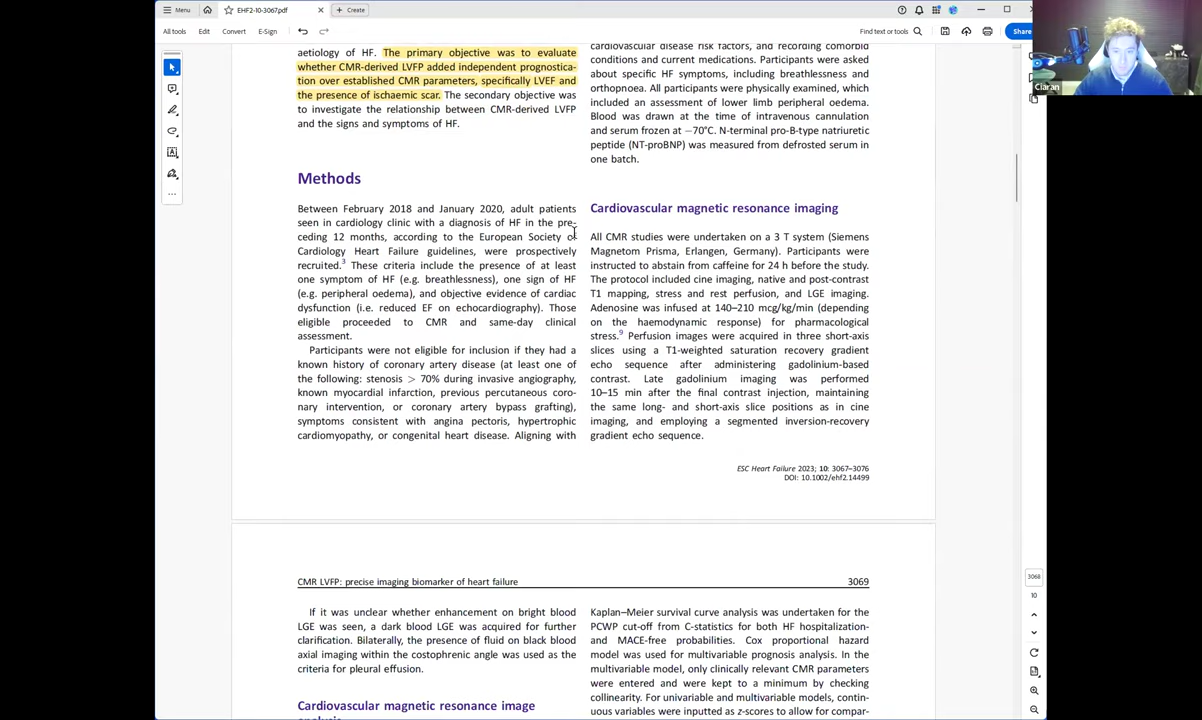 Menu
EHF2-10-3067.pdf
Create
All tools
Edit
Convert
E-Sign
Find text or tools
Share
Ciaran
aetiology of HF. The primary objective was to evaluate
whether CMR-derived LVFP added independent prognostica-
tion over established CMR parameters, specifically LVEF and
the presence of ischaemic scar. The secondary objective was
to investigate the relationship between CMR-derived LVFP
and the signs and symptoms of HF.
Methods
Between February 2018 and January 2020, adult patients
seen in cardiology clinic with a diagnosis of HF in the pre-
ceding 12 months, according to the European Society of
Cardiology Heart Failure guidelines, were prospectively
recruited.3 These criteria include the presence of at least
one symptom of HF (e.g. breathlessness), one sign of HF
(e.g. peripheral oedema), and objective evidence of cardiac
dysfunction (i.e. reduced EF on echocardiography). Those
eligible proceeded to CMR and same-day clinical
assessment.
Participants were not eligible for inclusion if they had a
known history of coronary artery disease (at least one of
the following: stenosis > 70% during invasive angiography,
known myocardial infarction, previous percutaneous coro-
nary intervention, or coronary artery bypass grafting),
symptoms consistent with angina pectoris, hypertrophic
cardiomyopathy, or congenital heart disease. Aligning with
cardiovascular disease risk factors, and recording comorbid
conditions and current medications. Participants were asked
about specific HF symptoms, including breathlessness and
orthopnoea. All participants were physically examined, which
included an assessment of lower limb peripheral oedema.
Blood was drawn at the time of intravenous cannulation
and serum frozen at −70°C. N-terminal pro-B-type natriuretic
peptide (NT-proBNP) was measured from defrosted serum in
one batch.
Cardiovascular magnetic resonance imaging
All CMR studies were undertaken on a 3 T system (Siemens
Magnetom Prisma, Erlangen, Germany). Participants were
instructed to abstain from caffeine for 24 h before the study.
The protocol included cine imaging, native and post-contrast
T1 mapping, stress and rest perfusion, and LGE imaging.
Adenosine was infused at 140–210 mcg/kg/min (depending
on the haemodynamic response) for pharmacological
stress.9 Perfusion images were acquired in three short-axis
slices using a T1-weighted saturation recovery gradient
echo sequence after administering gadolinium-based
contrast. Late gadolinium imaging was performed
10–15 min after the final contrast injection, maintaining
the same long- and short-axis slice positions as in cine
imaging, and employing a segmented inversion-recovery
gradient echo sequence.
ESC Heart Failure 2023; 10: 3067–3076
DOI: 10.1002/ehf2.14499
CMR LVFP: precise imaging biomarker of heart failure
3069
If it was unclear whether enhancement on bright blood
LGE was seen, a dark blood LGE was acquired for further
clarification. Bilaterally, the presence of fluid on black blood
axial imaging within the costophrenic angle was used as the
criteria for pleural effusion.
Cardiovascular magnetic resonance image
Kaplan–Meier survival curve analysis was undertaken for the
PCWP cut-off from C-statistics for both HF hospitalization-
and MACE-free probabilities. Cox proportional hazard
model was used for multivariable prognosis analysis. In the
multivariable model, only clinically relevant CMR parameters
were entered and were kept to a minimum by checking
collinearity. For univariable and multivariable models, contin-
uous variables were inputted as z-scores to allow for compar-
3068
10